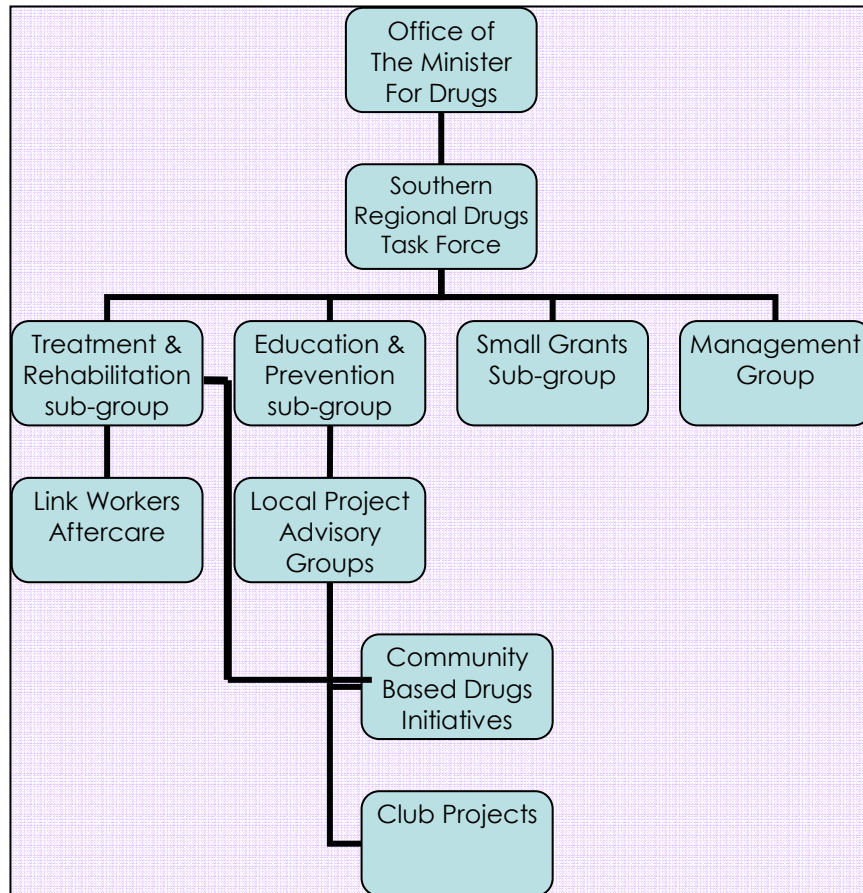 Office of
The Minister
For Drugs
Southern
Regional Drugs
Task Force
Treatment &
Rehabilitation
sub-group
Education &
Prevention
sub-group
Small Grants
Sub-group
Management
Group
Link Workers
Aftercare
Local Project
Advisory
Groups
Community
Based Drugs
Initiatives
Club Projects